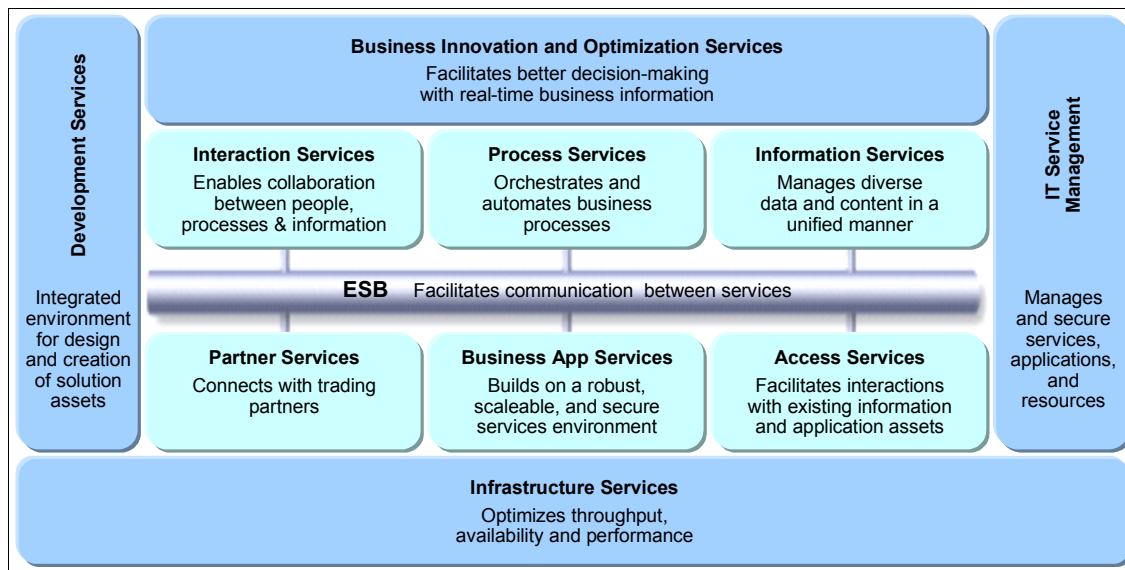 Business Innovation and Optimization Services
Facilitates better decision-making
with real-time business information
Development Services
Integrated
environment
for design
and creation
of solution
assets
Interaction Services
Enables collaboration
between people,
processes & information
Process Services
Orchestrates and
automates business
processes
Information Services
Manages diverse
data and content in a
unified manner
IT Service
Management
Manages
and secure
services,
applications,
and
resources
ESB Facilitates communication between services
Partner Services
Connects with trading
partners
Business App Services
Builds on a robust,
scaleable, and secure
services environment
Access Services
Facilitates interactions
with existing information
and application assets
Infrastructure Services
Optimizes throughput,
availability and performance